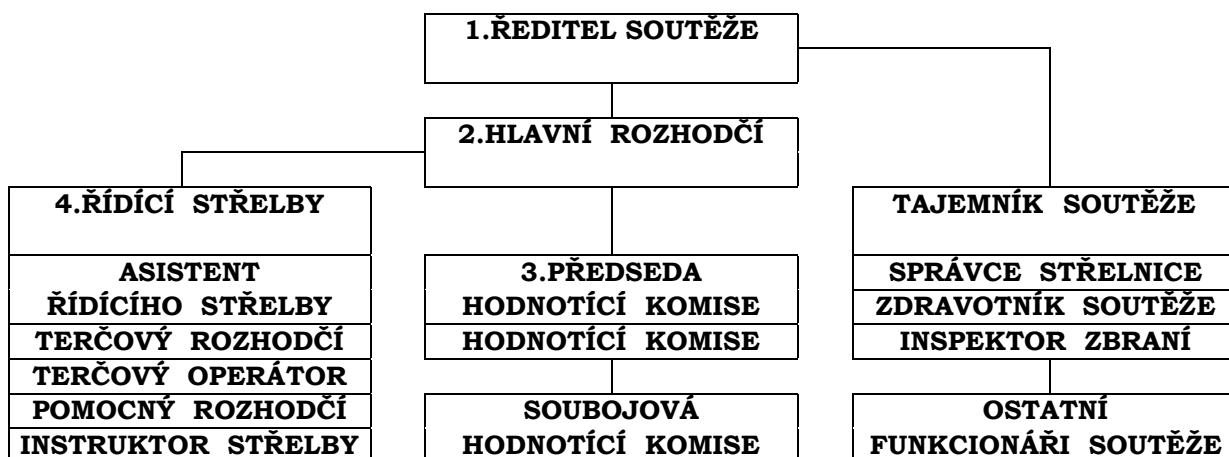 1.ŘEDITEL SOUTĚŽE
2.HLAVNÍ ROZHODČÍ
4.ŘÍDÍCÍ STŘELBY
ASISTENT
ŘÍDÍCÍHO STŘELBY
TERČOVÝ ROZHODČÍ
TERČOVÝ OPERÁTOR
POMOCNÝ ROZHODČÍ
INSTRUKTOR STŘELBY
3.PŘEDSEDA
HODNOTÍCÍ KOMISE
HODNOTÍCÍ KOMISE
SOUBOJOVÁ
HODNOTÍCÍ KOMISE
TAJEMNÍK SOUTĚŽE
SPRÁVCE STŘELNICE
ZDRAVOTNÍK SOUTĚŽE
INSPEKTOR ZBRANÍ
OSTATNÍ
FUNKCIONÁŘI SOUTĚŽE